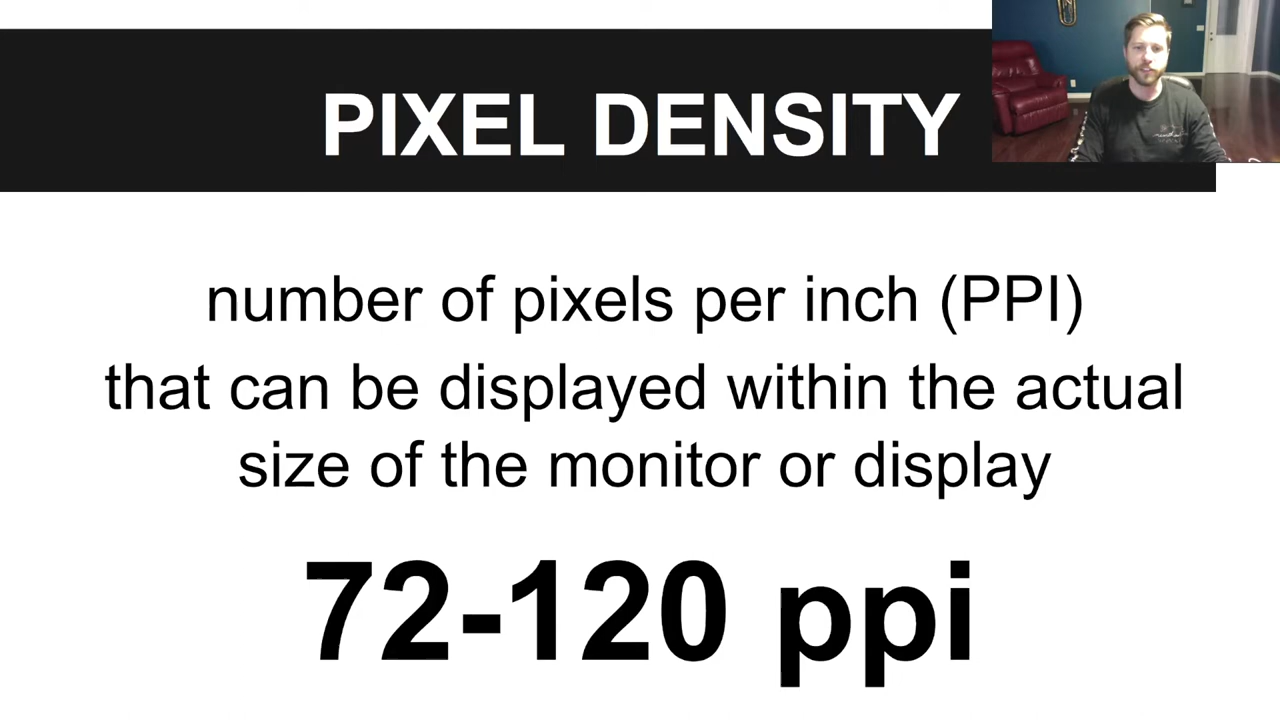 PIXEL DENSITY
number of pixels per inch (PPI)
that can be displayed within the actual
size of the monitor or display
72-120 ppi